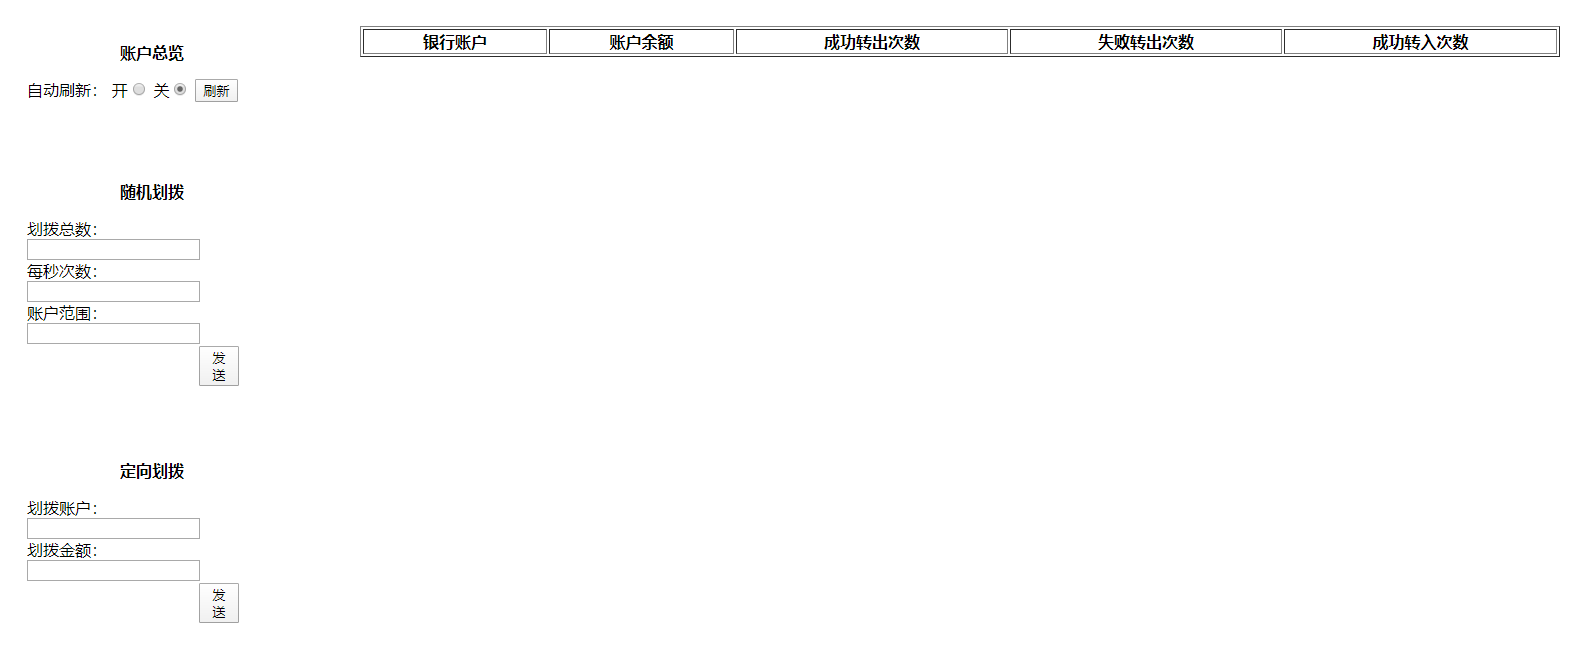 账户总览
自动刷新： 开 关 刷新
随机划拨
划拨总数：
每秒次数：
账户范围：
发
送
定向划拨
划拨账户：
划拨金额：
发
送
银行账户 账户余额 成功转出次数 失败转出次数 成功转入次数